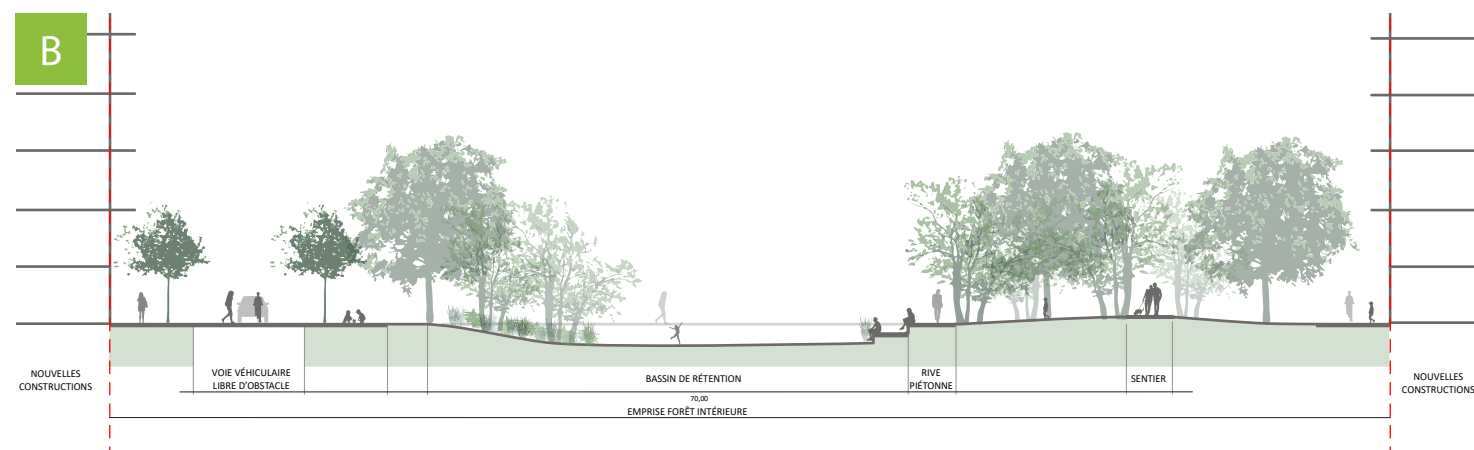 B
NOUVELLES
CONSTRUCTIONS
VOIE VÉHICULAIRE
LIBRE D'OBSTACLE
BASSIN DE RÉTENTION
RIVE
PIÉTONNE
SENTIER
NOUVELLES
CONSTRUCTIONS
70,00
EMPRISE FORÊT INTÉRIEURE